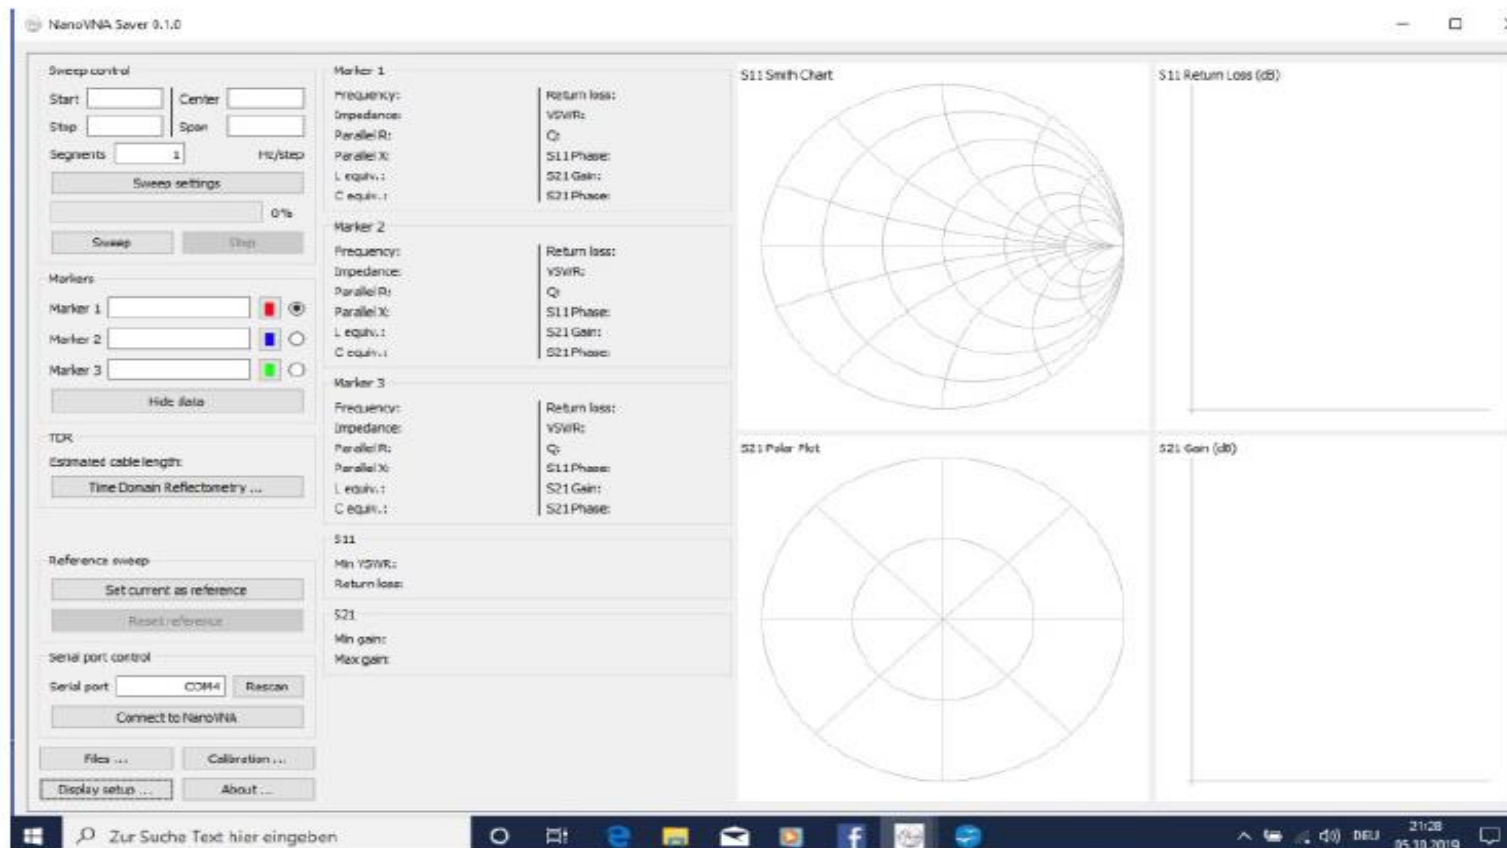 NanoVNA Saver 0.1.0
Sweep control
Start
Center
Stop
Span
Segments 1 Hz/step
Sweep settings
0%
Sweep
Stop
Markers
Marker 1
Marker 2
Marker 3
Hide data
TDR
Estimated cable length:
Time Domain Reflectometry ...
Reference sweep
Set current as reference
Reset reference
Serial port control
Serial port COM4 Rescan
Connect to NanoVNA
Files ...
Calibration ...
Display setup ...
About ...
Marker 1
Frequency:
Impedance:
Parallel R:
Parallel X:
L equiv.:
C equiv.:
Return loss:
VSWR:
Q:
S11 Phase:
S21 Gain:
S21 Phase:
Marker 2
Frequency:
Impedance:
Parallel R:
Parallel X:
L equiv.:
C equiv.:
Return loss:
VSWR:
Q:
S11 Phase:
S21 Gain:
S21 Phase:
Marker 3
Frequency:
Impedance:
Parallel R:
Parallel X:
L equiv.:
C equiv.:
Return loss:
VSWR:
Q:
S11 Phase:
S21 Gain:
S21 Phase:
S11
Min VSWR:
Return loss:
S21
Min gain:
Max gain:
S11 Smith Chart
S11 Return Loss (dB)
S21 Polar Plot
S21 Gain (dB)
Zur Suche Text hier eingeben
DEU
21:28
05.10.2019